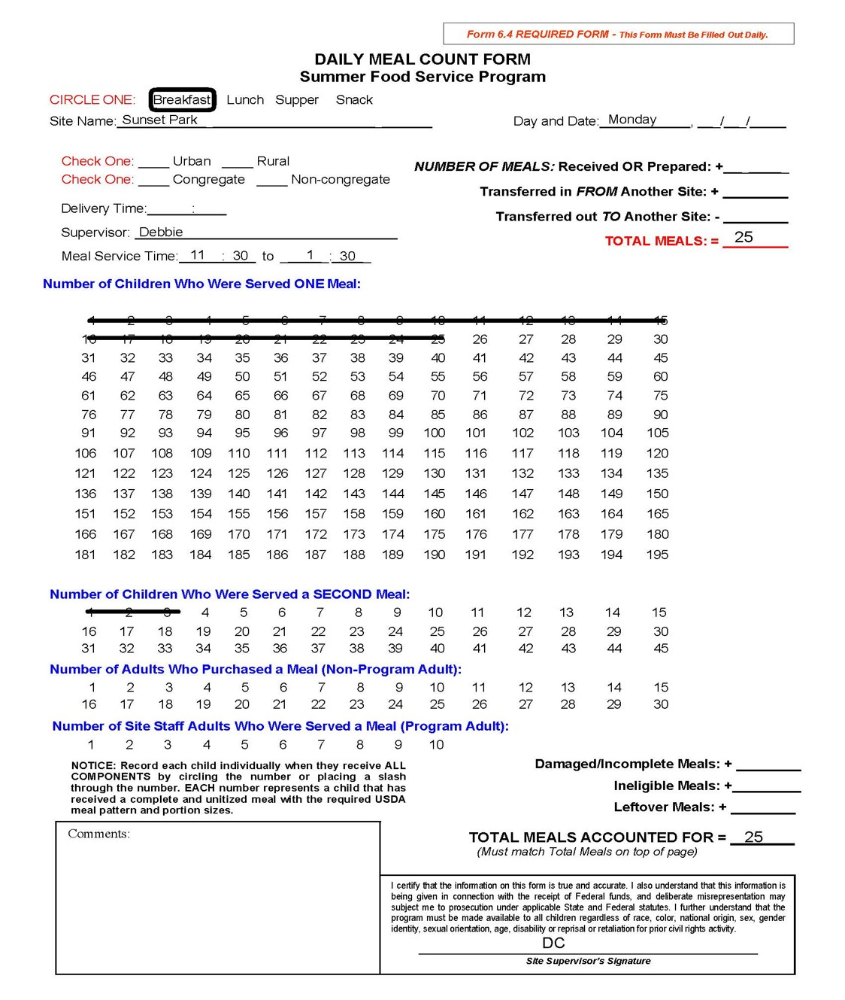 Form 6.4 REQUIRED FORM - This Form Must Be Filled Out Daily.
DAILY MEAL COUNT FORM
Summer Food Service Program
CIRCLE ONE: Breakfast Lunch Supper Snack
Site Name: Sunset Park Day and Date: Monday, __/__/____
Check One: ____ Urban ____ Rural
Check One: ____ Congregate ____ Non-congregate
NUMBER OF MEALS: Received OR Prepared: +
Transferred in FROM Another Site: +
Delivery Time: :
Transferred out TO Another Site: -
Supervisor: Debbie
TOTAL MEALS: = 25
Meal Service Time: 11 : 30 to 1 : 30
Number of Children Who Were Served ONE Meal:
1 2 3 4 5 6 7 8 9 10 11 12 13 14 15
16 17 18 19 20 21 22 23 24 25 26 27 28 29 30
31 32 33 34 35 36 37 38 39 40 41 42 43 44 45
46 47 48 49 50 51 52 53 54 55 56 57 58 59 60
61 62 63 64 65 66 67 68 69 70 71 72 73 74 75
76 77 78 79 80 81 82 83 84 85 86 87 88 89 90
91 92 93 94 95 96 97 98 99 100 101 102 103 104 105
106 107 108 109 110 111 112 113 114 115 116 117 118 119 120
121 122 123 124 125 126 127 128 129 130 131 132 133 134 135
136 137 138 139 140 141 142 143 144 145 146 147 148 149 150
151 152 153 154 155 156 157 158 159 160 161 162 163 164 165
166 167 168 169 170 171 172 173 174 175 176 177 178 179 180
181 182 183 184 185 186 187 188 189 190 191 192 193 194 195
Number of Children Who Were Served a SECOND Meal:
1 2 3 4 5 6 7 8 9 10 11 12 13 14 15
16 17 18 19 20 21 22 23 24 25 26 27 28 29 30
31 32 33 34 35 36 37 38 39 40 41 42 43 44 45
Number of Adults Who Purchased a Meal (Non-Program Adult):
1 2 3 4 5 6 7 8 9 10 11 12 13 14 15
16 17 18 19 20 21 22 23 24 25 26 27 28 29 30
Number of Site Staff Adults Who Were Served a Meal (Program Adult):
1 2 3 4 5 6 7 8 9 10
NOTICE: Record each child individually when they receive ALL
COMPONENTS by circling the number or placing a slash
through the number. EACH number represents a child that has
received a complete and unitized meal with the required USDA
meal pattern and portion sizes.
Damaged/Incomplete Meals: +
Ineligible Meals: +
Leftover Meals: +
Comments:
TOTAL MEALS ACCOUNTED FOR = 25
(Must match Total Meals on top of page)
I certify that the information on this form is true and accurate. I also understand that this information is
being given in connection with the receipt of Federal funds, and deliberate misrepresentation may
subject me to prosecution under applicable State and Federal statutes. I further understand that the
program must be made available to all children regardless of race, color, national origin, sex, gender
identity, sexual orientation, age, disability or reprisal or retaliation for prior civil rights activity.
DC
Site Supervisor's Signature